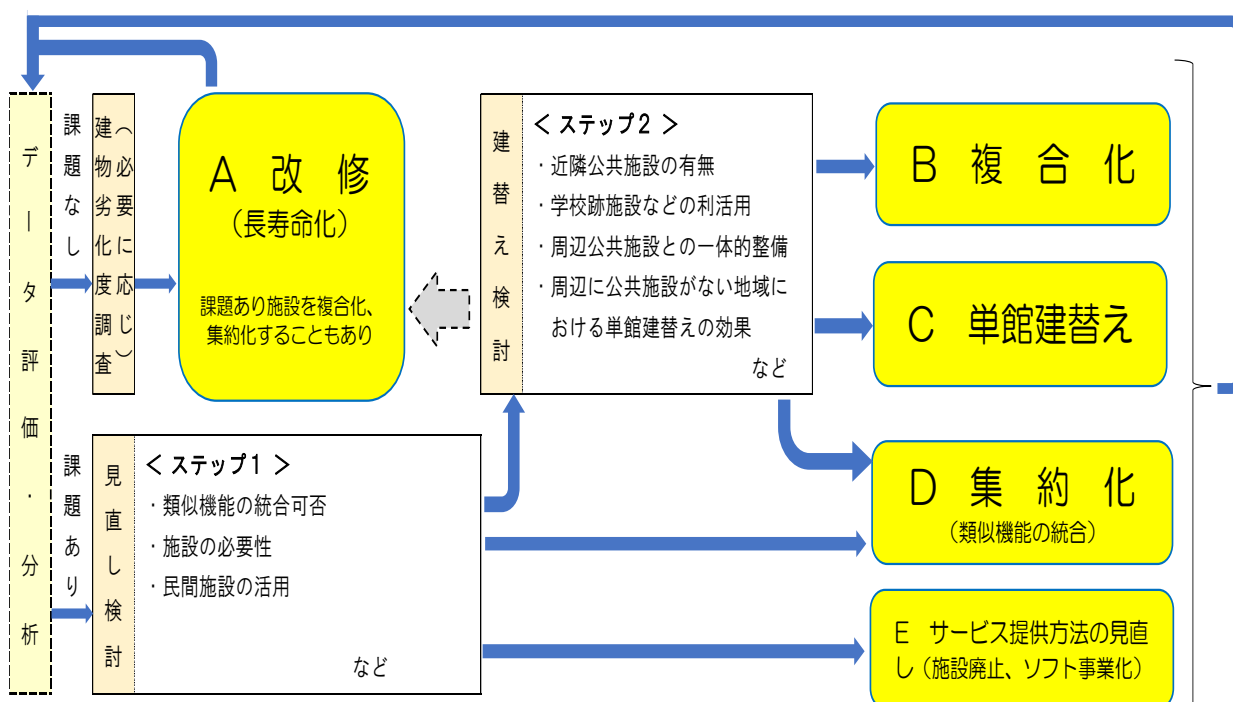 データ評価・分析
課題なし
建物劣化度調査
（必要に応じ）
A 改修
（長寿命化）
課題あり施設を複合化、
集約化することもあり
建替え検討
＜ ステップ２ ＞
・近隣公共施設の有無
・学校跡施設などの利活用
・周辺公共施設との一体的整備
・周辺に公共施設がない地域に
おける単館建替えの効果
など
B 複合化
C 単館建替え
課題あり
見直し検討
＜ ステップ１ ＞
・類似機能の統合可否
・施設の必要性
・民間施設の活用
など
D 集約化
（類似機能の統合）
E サービス提供方法の見直
し（施設廃止、ソフト事業化）